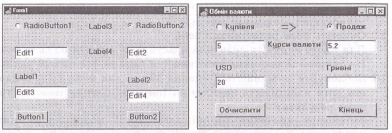 Form1
RadioButton1 Label3 RadioButton2
Edit1 Label4 Edit2
Label1 Label2
Edit3 Edit4
Button1 Button2
Обмін валюти
Купівля => Продаж
5 Курси валюти 5.2
USD Гривні
20
Обчислити Кінець